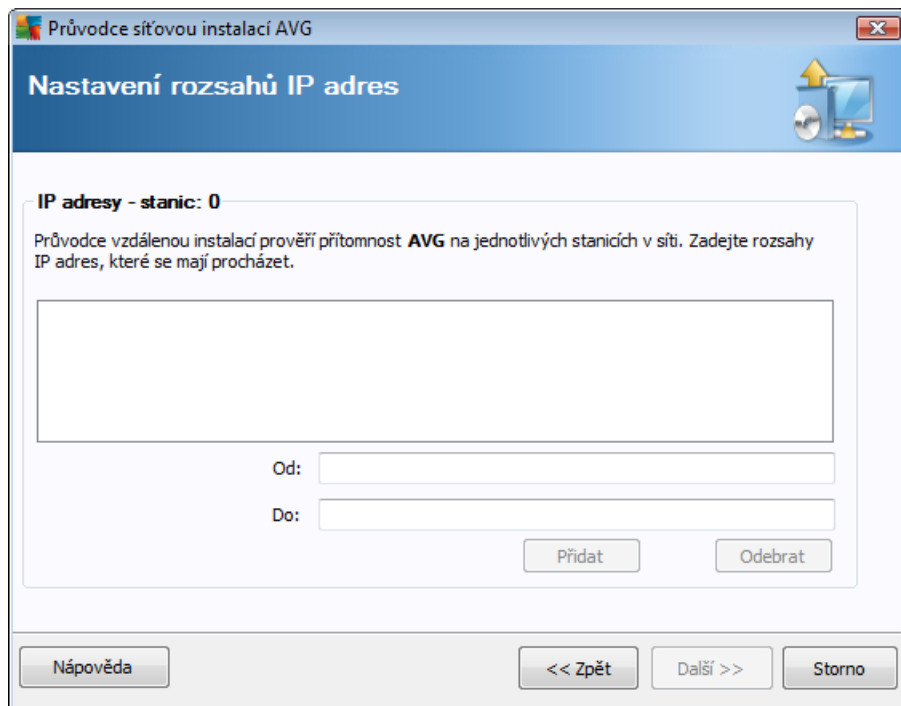 Průvodce síťovou instalací AVG
Nastavení rozsahů IP adres
IP adresy - stanic: 0
Průvodce vzdálenou instalací prověří přítomnost AVG na jednotlivých stanicích v síti. Zadejte rozsahy
IP adres, které se mají procházet.
Od:
Do:
Přidat Odebrat
Nápověda << Zpět Další >> Storno